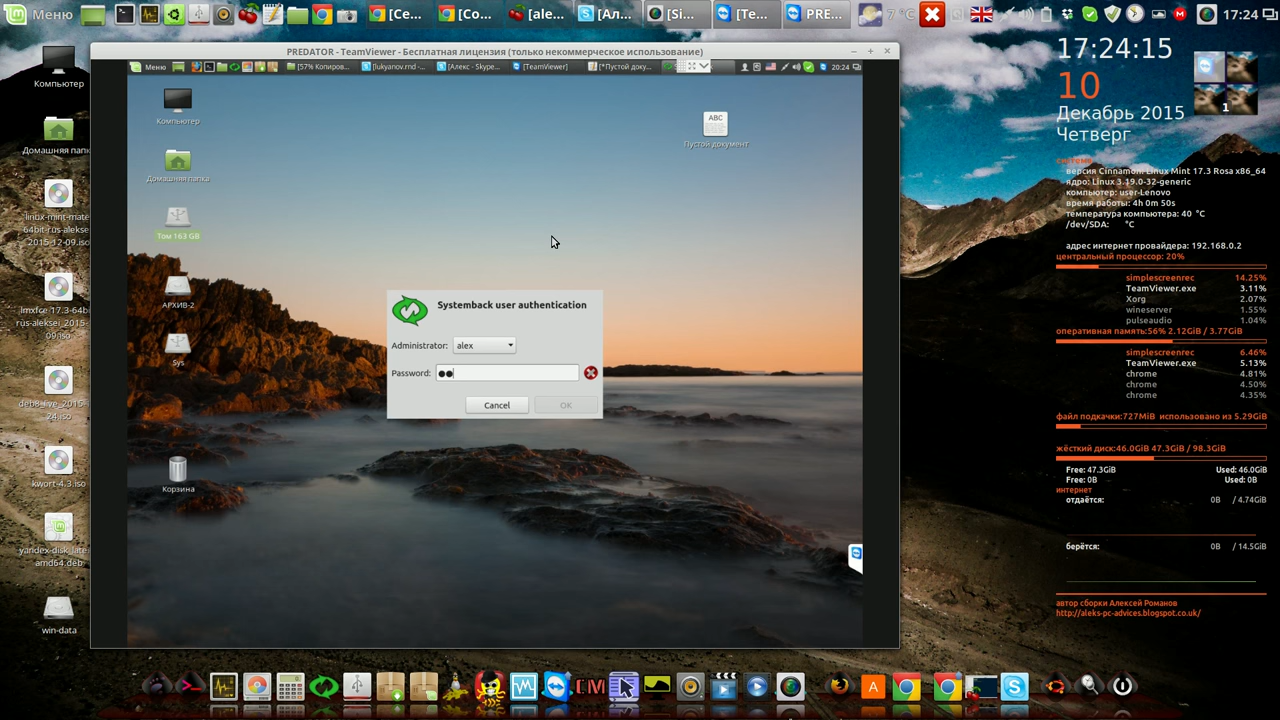 Меню
[Се...
[Co...
[ale...
[Ал...
[Si...
[Te...
PRE...
7 °C
17:24
PREDATOR - TeamViewer - Бесплатная лицензия (только некоммерческое использование)
Меню
[57% Копиров...
[lukyanov.rnd -...
[Алекс - Skype...
[TeamViewer]
[*Пустой доку...
20:24
Компьютер
Домашняя папка
Том 163 GB
АРХИВ-2
Sys
Корзина
ABC
Пустой документ
Systemback user authentication
Administrator:
alex
Password:
Cancel
OK
Компьютер
Домашняя папк
linux-mint-mate
64bit-rus-alekse
2015-12-09.iso
lmxfce_17.3-64b
rus-aleksei_2015-
09.iso
deb8-live_2015-
24.iso
kwort-4.3.iso
yandex-disk_late
amd64.deb
win-data
17:24:15
10
Декабрь 2015
Четверг
1
система
версия Cinnamon: Linux Mint 17.3 Rosa x86_64
ядро: Linux 3.19.0-32-generic
компьютер: user-Lenovo
время работы: 4h 0m 50s
температура компьютера: 40 °C
/dev/SDA: °C
адрес интернет провайдера: 192.168.0.2
центральный процессор: 20%
simplescreenrec 14.25%
TeamViewer.exe 3.11%
Xorg 2.07%
wineserver 1.55%
pulseaudio 1.04%
оперативная память:56% 2.12GiB / 3.77GiB
simplescreenrec 6.46%
TeamViewer.exe 5.13%
chrome 4.81%
chrome 4.50%
chrome 4.35%
файл подкачки:727MiB использовано из 5.29GiB
жёсткий диск:46.0GiB 47.3GiB / 98.3GiB
Free: 47.3GiB Used: 46.0GiB
Free: 0B Used: 0B
интернет
отдаётся: 0B / 4.74GiB
берётся: 0B / 14.5GiB
автор сборки Алексей Романов
http://aleks-pc-advices.blogspot.co.uk/